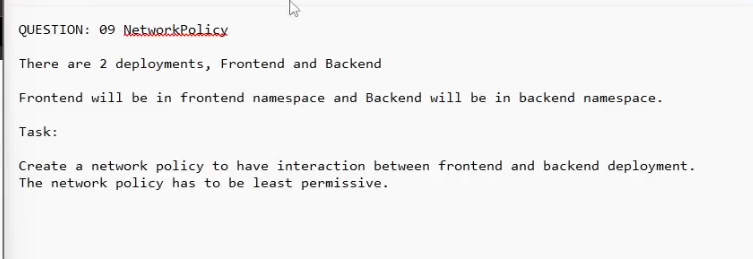 QUESTION: 09 NetworkPolicy
There are 2 deployments, Frontend and Backend
Frontend will be in frontend namespace and Backend will be in backend namespace.
Task:
Create a network policy to have interaction between frontend and backend deployment.
The network policy has to be least permissive.